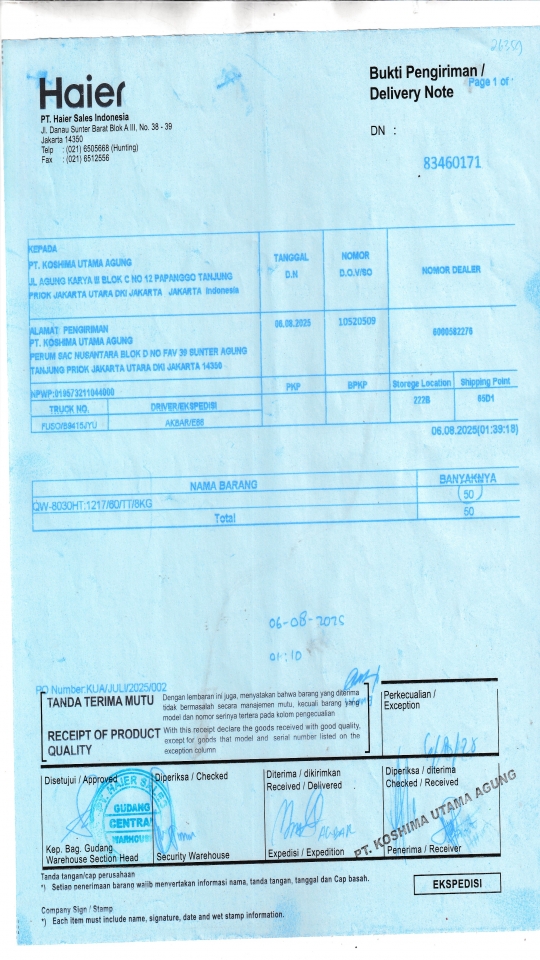 26359
Haier
Bukti Pengiriman /
Delivery Note
Page 1 of
PT. Haier Sales Indonesia
Jl. Danau Sunter Barat Blok A III, No. 38 - 39
Jakarta 14350
Telp : (021) 6505668 (Hunting)
Fax : (021) 6512556
DN :
83460171
KEPADA
PT. KOSHIMA UTAMA AGUNG
JL AGUNG KARYA III BLOK C NO 12 PAPANGGO TANJUNG
PRIOK JAKARTA UTARA DKI JAKARTA JAKARTA Indonesia
TANGGAL
D.N
NOMOR
D.O.V/SO
NOMOR DEALER
ALAMAT PENGIRIMAN
PT. KOSHIMA UTAMA AGUNG
PERUM SAC NUSANTARA BLOK D NO FAV 39 SUNTER AGUNG
TANJUNG PRIOK JAKARTA UTARA DKI JAKARTA 14350
06.08.2025
10520509
NPWP:019573211044000
PKP
BPKP
Storege Location
Shipping Point
TRUCK NO.
DRIVER/EKSPEDISI
222B
85D1
06.08.2025(01:39:18)
NAMA BARANG
BANYAKNYA
QW-8030HT:1217/60/TT/8KG
50
Total
50
06-08-2025
01:10
PO Number:KUA/JULI/2025/002
TANDA TERIMA MUTU
Dengan lembaran ini juga, menyatakan bahwa barang yang diterima
tidak bermasalah secara manajemen mutu, kecuali barang yang
model dan nomor serinya tertera pada kolom pengecualian
RECEIPT OF PRODUCT
QUALITY
With this receipt declare the goods received with good quality,
except for goods that model and serial number listed on the
exception column
Perkecualian /
Exception
Disetujui / Approved
Diperiksa / Checked
Diterima / dikirimkan
Received / Delivered
Diperiksa / diterima
Checked / Received
PT. HAIER SALES
GUDANG
CENTRAL
WARHOUSE
AGBAR
PT. KOSHIMA UTAMA AGUNG
Kep. Bag. Gudang
Warehouse Section Head
Security Warehouse
Expedisi / Expedition
Penerima / Receiver
Tanda tangan/cap perusahaan
*) Setiao penerimaan barang waiib menvertakan informasi nama, tanda tangan, tanggal dan Cap basah.
EKSPEDISI
Company Sign / Stamp
*) Each item must include name, signature, date and wet stamp information.